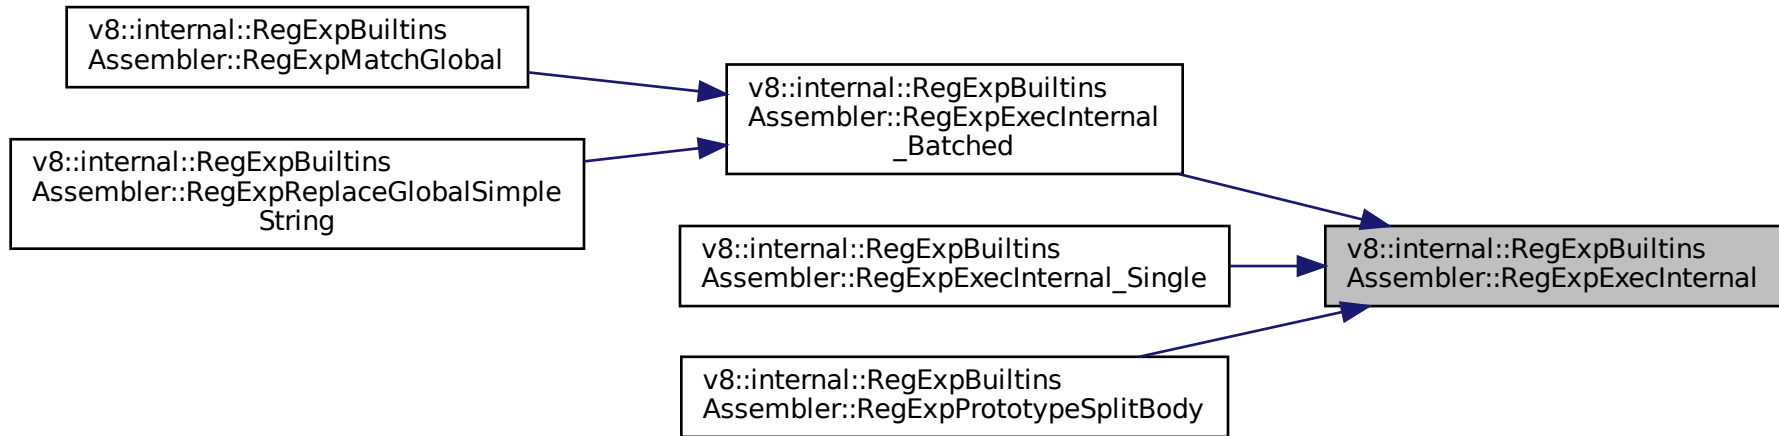 v8::internal::RegExpBuiltins
Assembler::RegExpMatchGlobal
v8::internal::RegExpBuiltins
Assembler::RegExpReplaceGlobalSimple
String
v8::internal::RegExpBuiltins
Assembler::RegExpExecInternal
_Batched
v8::internal::RegExpBuiltins
Assembler::RegExpExecInternal_Single
v8::internal::RegExpBuiltins
Assembler::RegExpPrototypeSplitBody
v8::internal::RegExpBuiltins
Assembler::RegExpExecInternal